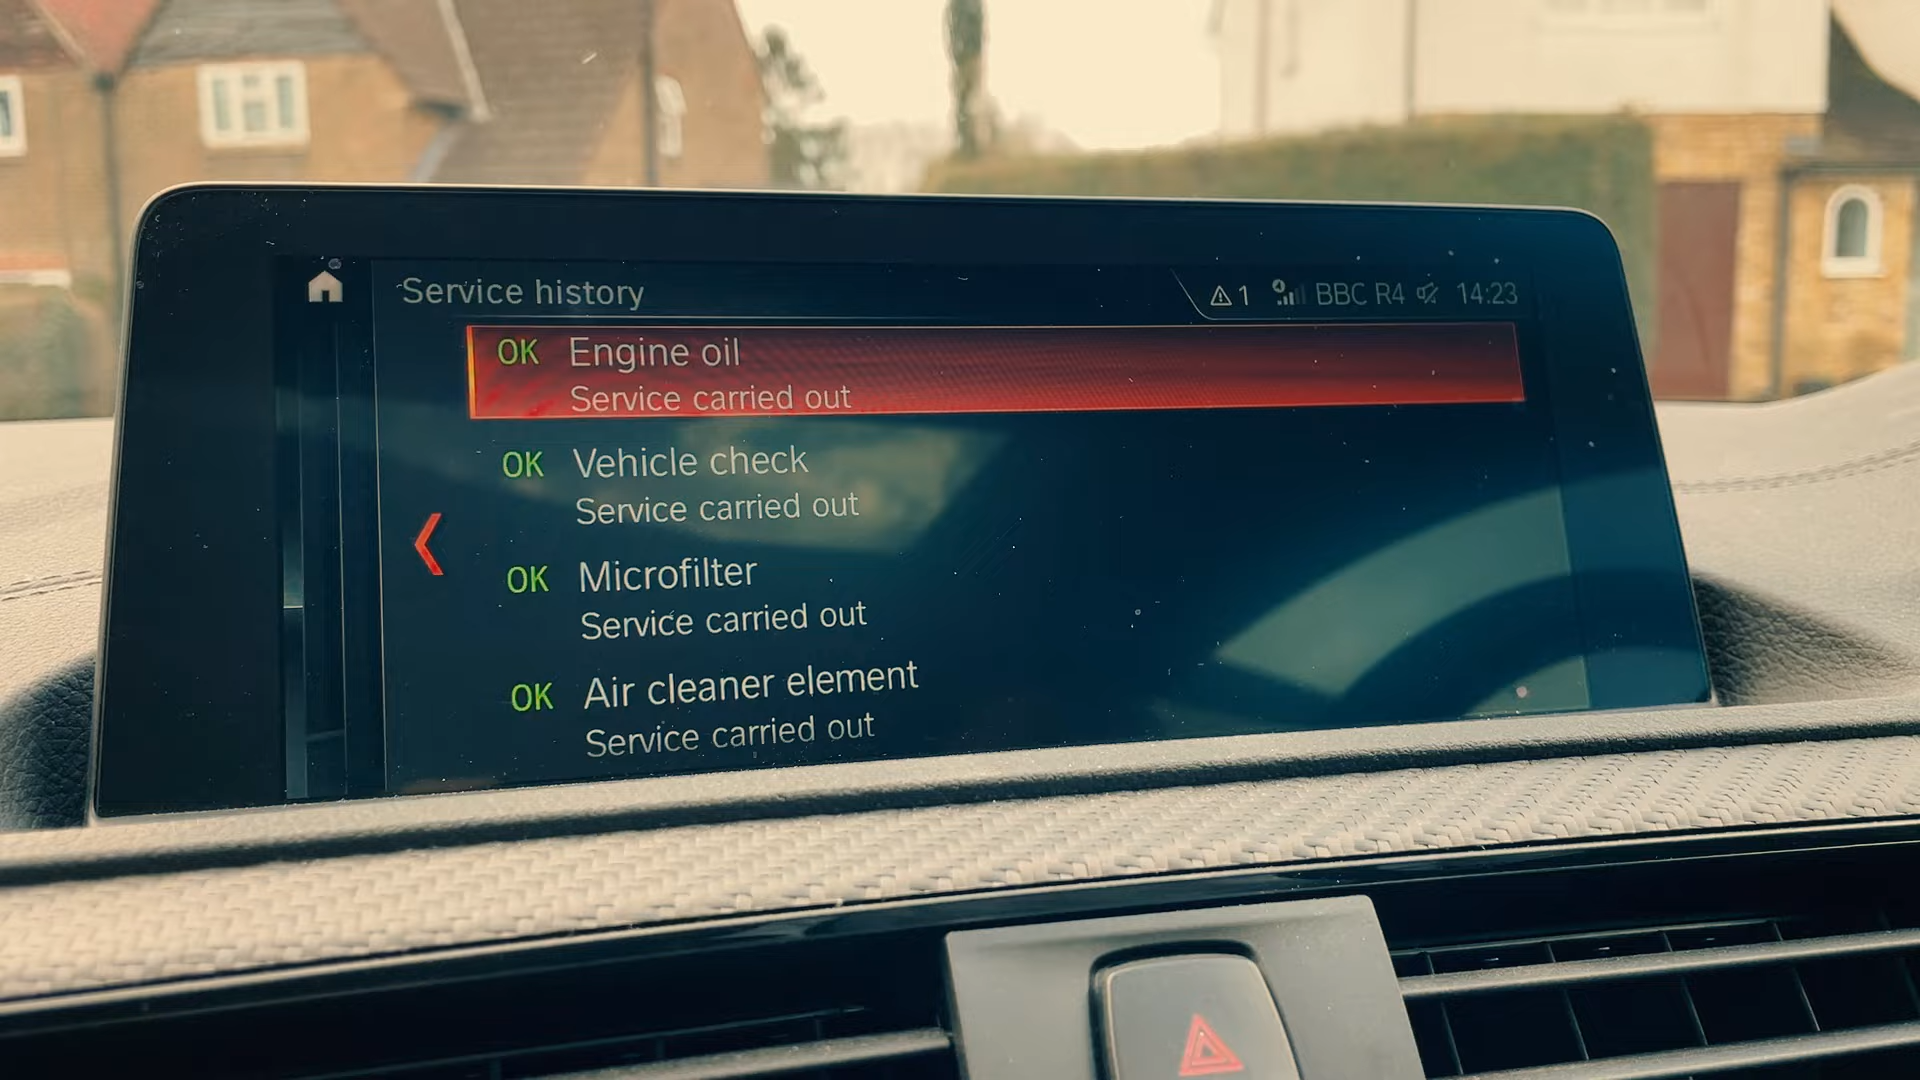 Service history
1 BBC R4 14:23
OK Engine oil
Service carried out
OK Vehicle check
Service carried out
OK Microfilter
Service carried out
OK Air cleaner element
Service carried out